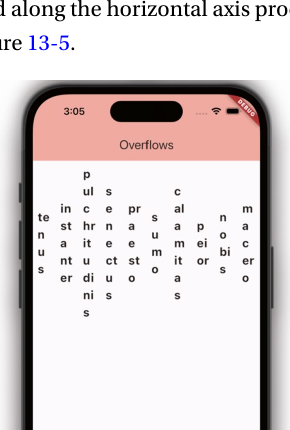 d along the horizontal axis pro
ure 13-5.
3:05
DEBUG
Overflows
te
n
u
s
in
st
a
nt
er
p
ul
c
hr
it
u
di
ni
s
s
e
n
e
ct
u
s
pr
a
e
st
o
s
u
m
o
c
al
a
m
it
a
s
p
ei
or
n
o
bi
s
m
a
c
er
o